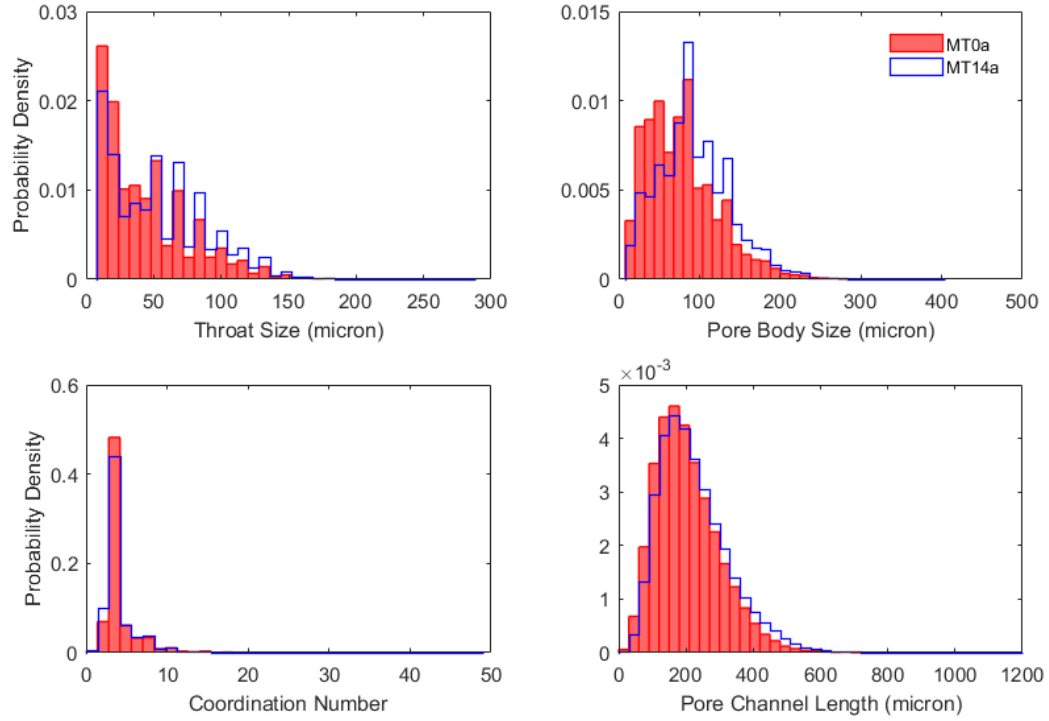 0.03
0.02
0.01
0
Probability Density
0 50 100 150 200 250 300
Throat Size (micron)
0.015
0.01
0.005
0
MT0a
MT14a
0 100 200 300 400 500
Pore Body Size (micron)
0.6
0.4
0.2
0
Probability Density
0 10 20 30 40 50
Coordination Number
×10⁻³
5
4
3
2
1
0
0 200 400 600 800 1000 1200
Pore Channel Length (micron)